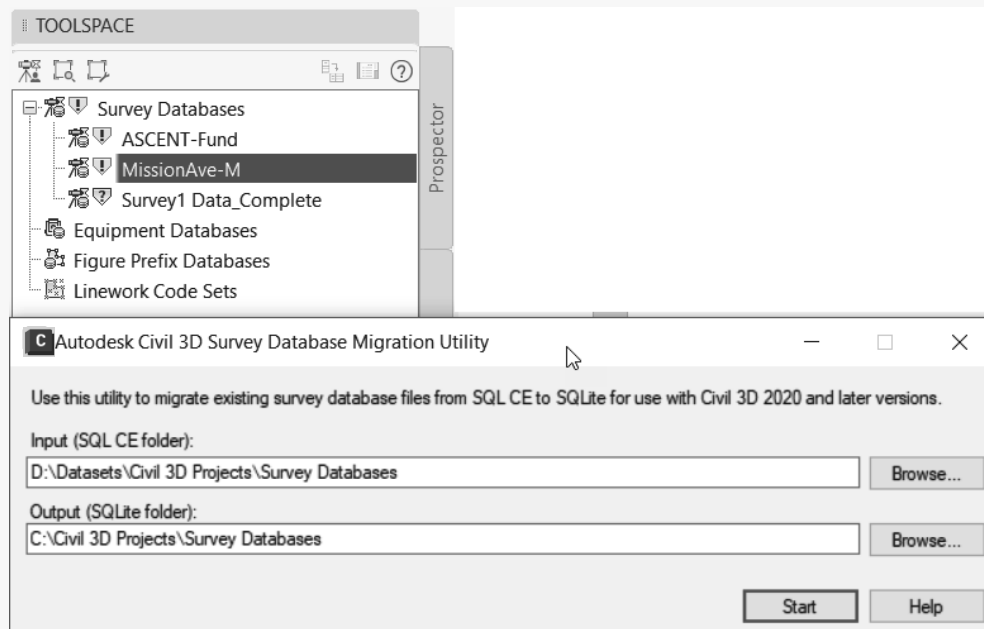 TOOLSPACE
Survey Databases
ASCENT-Fund
MissionAve-M
Survey1 Data_Complete
Equipment Databases
Figure Prefix Databases
Linework Code Sets
Prospector
C Autodesk Civil 3D Survey Database Migration Utility
Use this utility to migrate existing survey database files from SQL CE to SQLite for use with Civil 3D 2020 and later versions.
Input (SQL CE folder):
D:\Datasets\Civil 3D Projects\Survey Databases
Browse...
Output (SQLite folder):
C:\Civil 3D Projects\Survey Databases
Browse...
Start Help